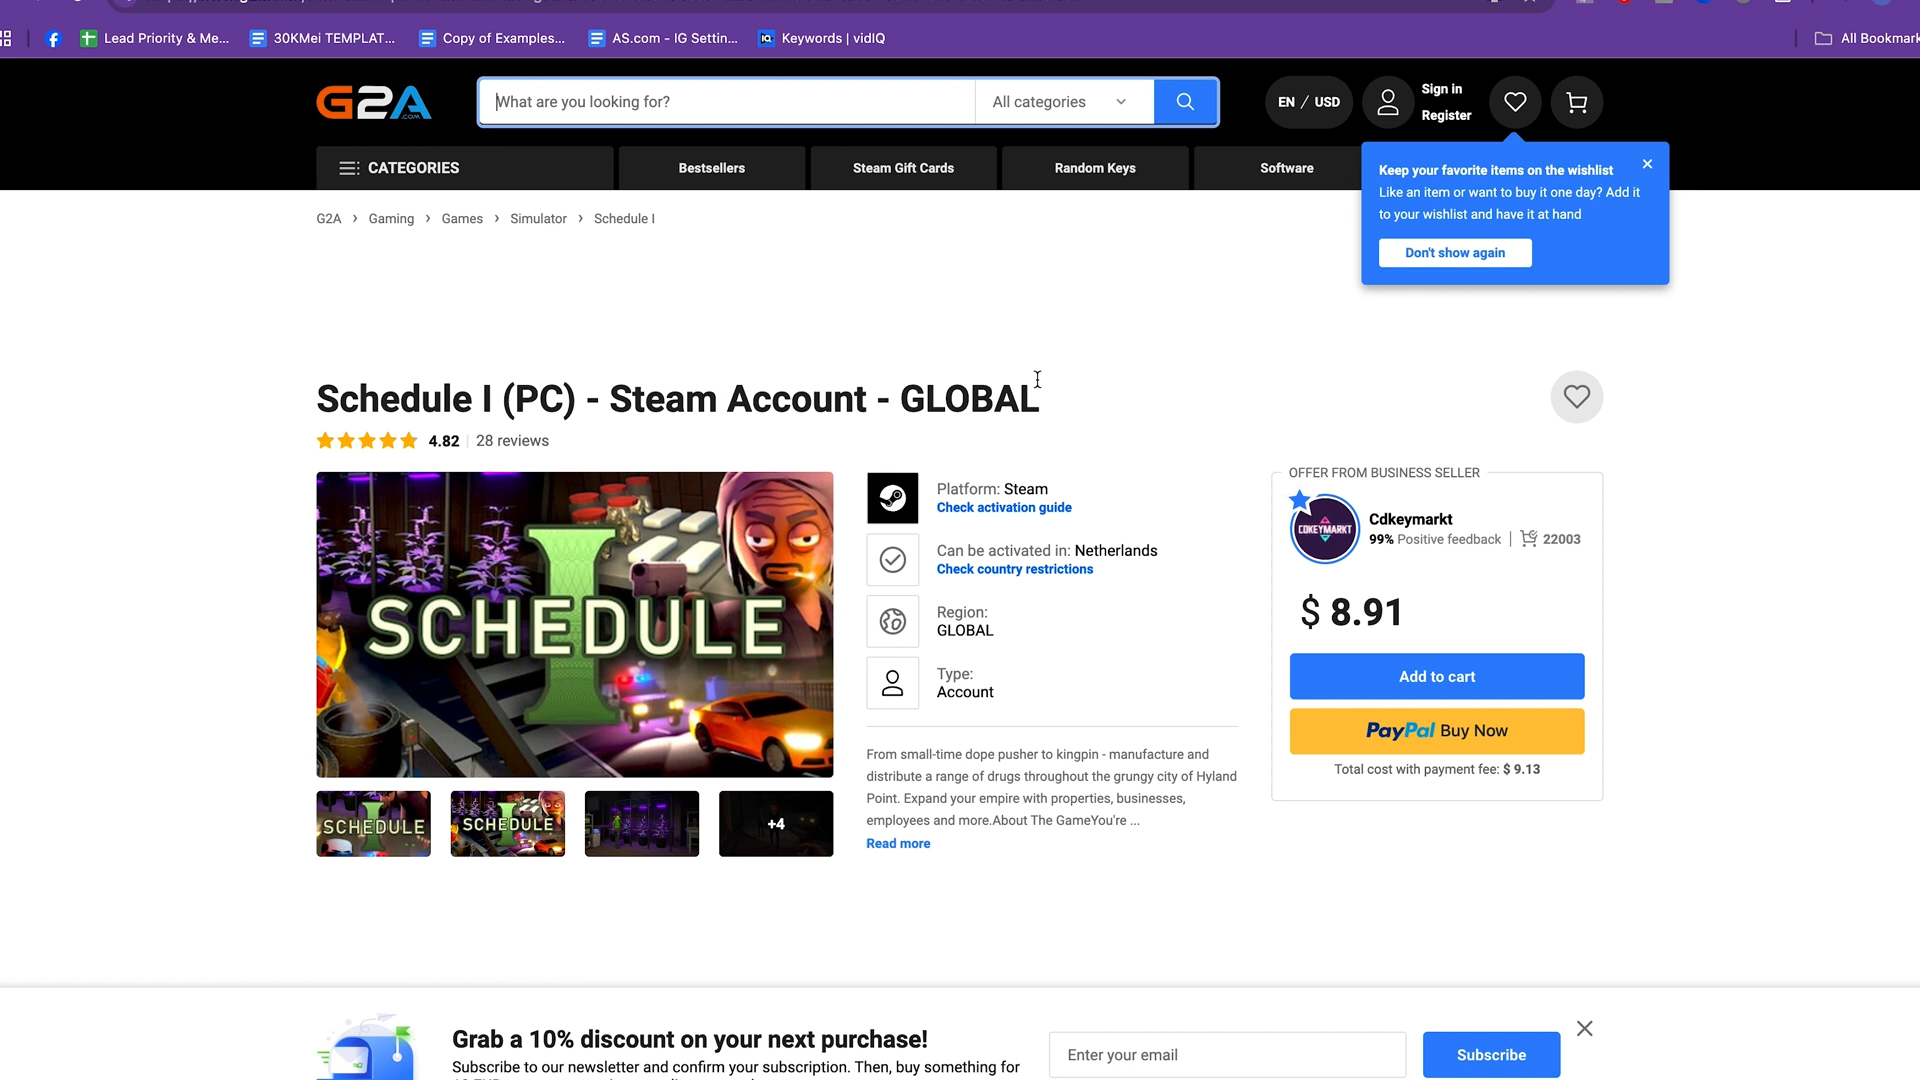 Lead Priority & Me...
30KMei TEMPLAT...
Copy of Examples...
AS.com - IG Settin...
Keywords | vidIQ
All Bookmark
G2A.COM
What are you looking for?
All categories
EN / USD
Sign in
Register
CATEGORIES
Bestsellers
Steam Gift Cards
Random Keys
Software
Keep your favorite items on the wishlist
Like an item or want to buy it one day? Add it
to your wishlist and have it at hand
Don't show again
G2A > Gaming > Games > Simulator > Schedule I
Schedule I (PC) - Steam Account - GLOBAL
4.82 | 28 reviews
SCHEDULE I
SCHEDULE
SCHEDULE
+4
Platform: Steam
Check activation guide
Can be activated in: Netherlands
Check country restrictions
Region:
GLOBAL
Type:
Account
From small-time dope pusher to kingpin - manufacture and
distribute a range of drugs throughout the grungy city of Hyland
Point. Expand your empire with properties, businesses,
employees and more.About The GameYou're ...
Read more
OFFER FROM BUSINESS SELLER
CDKEYMARKT
Cdkeymarkt
99% Positive feedback | 22003
$ 8.91
Add to cart
PayPal Buy Now
Total cost with payment fee: $ 9.13
Grab a 10% discount on your next purchase!
Subscribe to our newsletter and confirm your subscription. Then, buy something for
Enter your email
Subscribe